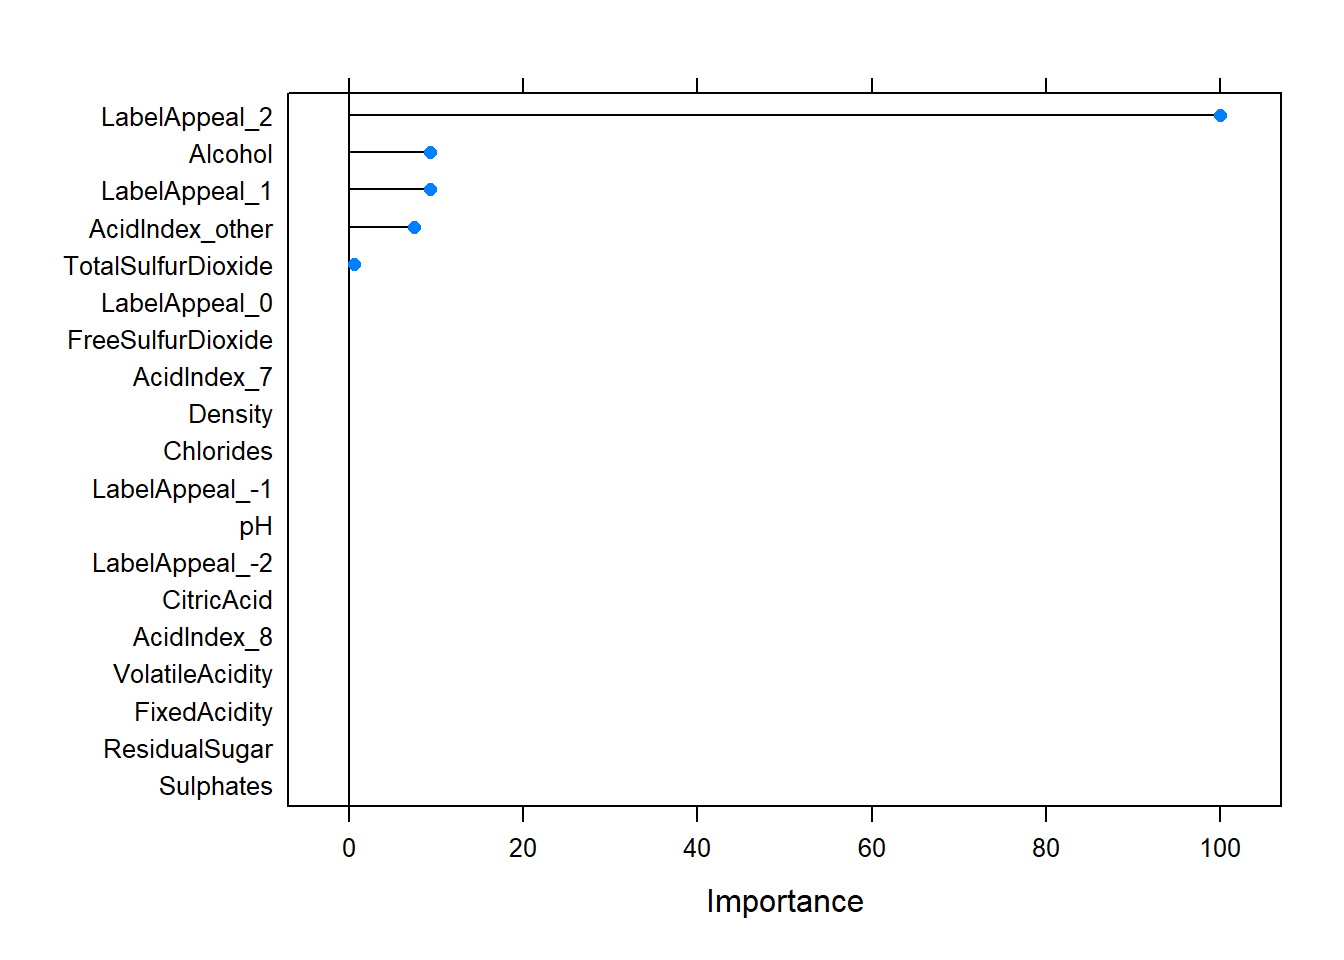 LabelAppeal_2
Alcohol
LabelAppeal_1
AcidIndex_other
TotalSulfurDioxide
LabelAppeal_0
FreeSulfurDioxide
AcidIndex_7
Density
Chlorides
LabelAppeal_-1
pH
LabelAppeal_-2
CitricAcid
AcidIndex_8
VolatileAcidity
FixedAcidity
ResidualSugar
Sulphates
0 20 40 60 80 100
Importance